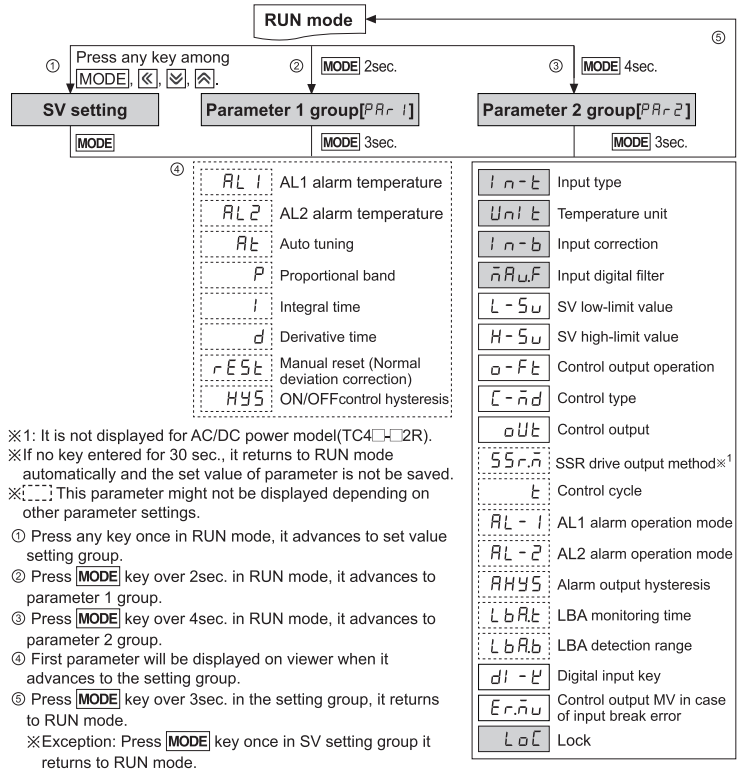 RUN mode
⑤
① Press any key among
MODE, ≪, ≫, ≫.
② MODE 2sec.
③ MODE 4sec.
SV setting
Parameter 1 group[PAr1]
Parameter 2 group[PAr2]
MODE
MODE 3sec.
MODE 3sec.
④
AL1 AL1 alarm temperature
AL2 AL2 alarm temperature
At Auto tuning
P Proportional band
I Integral time
d Derivative time
rESt Manual reset (Normal
deviation correction)
HYS ON/OFFcontrol hysteresis
In-t Input type
UnIt Temperature unit
In-b Input correction
mAv.F Input digital filter
L-Sv SV low-limit value
H-Sv SV high-limit value
o-Ft Control output operation
C-md Control type
oUt Control output
SSr.m SSR drive output method※1
t Control cycle
AL-1 AL1 alarm operation mode
AL-2 AL2 alarm operation mode
AHYS Alarm output hysteresis
LbA.t LBA monitoring time
LbA.b LBA detection range
dI-k Digital input key
Er.mv Control output MV in case
of input break error
LoC Lock
※1: It is not displayed for AC/DC power model(TC4□-□2R).
※If no key entered for 30 sec., it returns to RUN mode
automatically and the set value of parameter is not be saved.
※[ ] This parameter might not be displayed depending on
other parameter settings.
① Press any key once in RUN mode, it advances to set value
setting group.
② Press MODE key over 2sec. in RUN mode, it advances to
parameter 1 group.
③ Press MODE key over 4sec. in RUN mode, it advances to
parameter 2 group.
④ First parameter will be displayed on viewer when it
advances to the setting group.
⑤ Press MODE key over 3sec. in the setting group, it returns
to RUN mode.
※Exception: Press MODE key once in SV setting group it
returns to RUN mode.